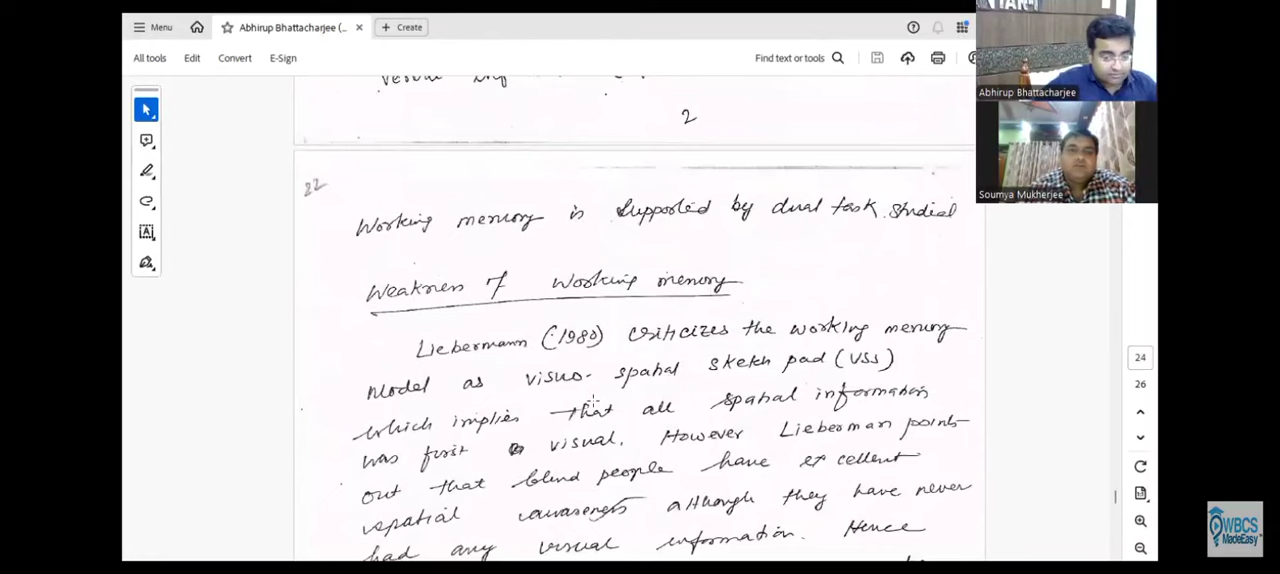 Menu
Abhirup Bhattacharjee (...
Create
All tools
Edit
Convert
E-Sign
Find text or tools
Abhirup Bhattacharjee
Soumya Mukherjee
2
22
Working memory is supported by dual task studies
Weakness of Working memory
Liebermann (1980) criticizes the working memory
model as visuo-spatial sketch pad (VSS)
which implies that all spatial information
was first visual. However Lieberman points
out that blind people have excellent
spatial awareness although they have never
had any visual information. Hence
24
26
WBCS
MadeEasy